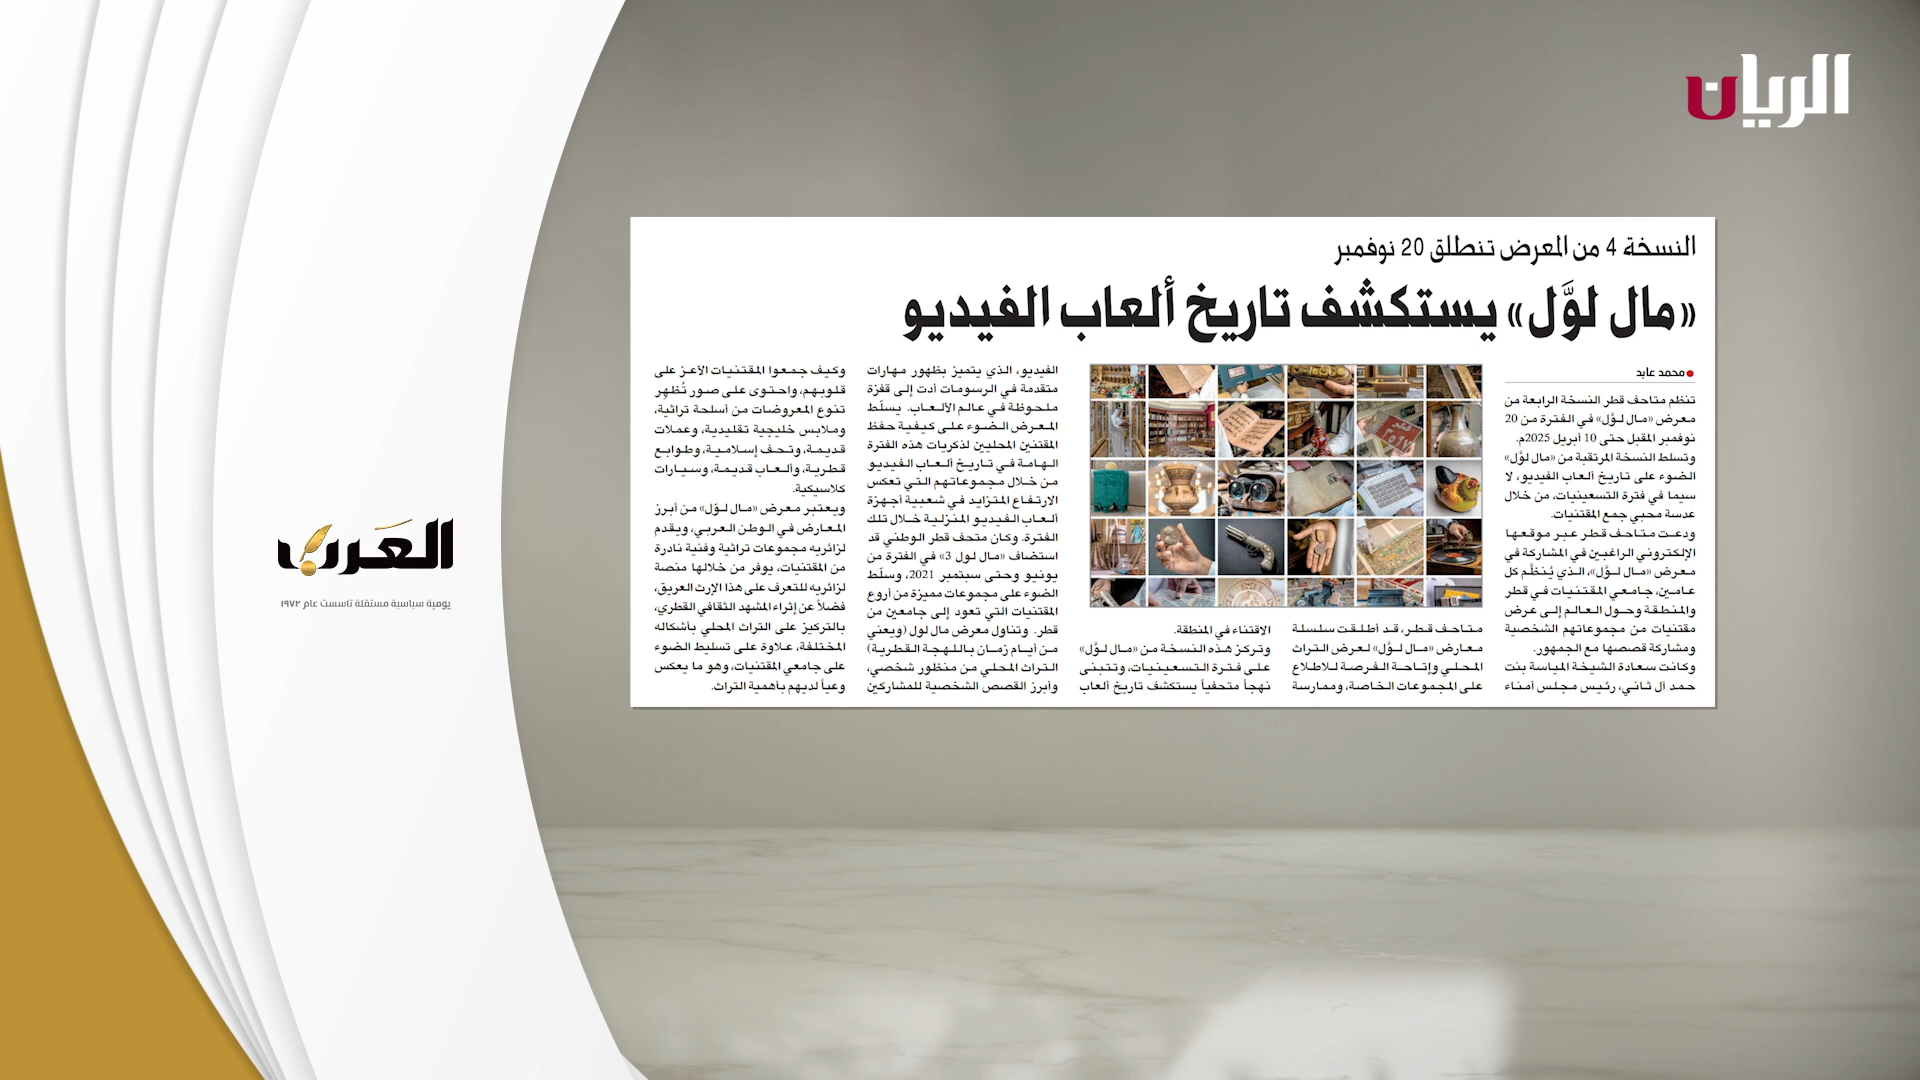 الريان
النسخة 4 من المعرض تنطلق 20 نوفمبر
«مال لوَّل» يستكشف تاريخ ألعاب الفيديو
محمد عابد
تنظم متاحف قطر النسخة الرابعة من
معرض «مال لوَّل» في الفترة من 20
نوفمبر المقبل حتى 10 أبريل 2025م.
وتسلط النسخة المرتقبة من «مال لوَّل»
الضوء على تاريخ ألعاب الفيديو، لا
سيما في فترة التسعينيات، من خلال
عدسة محبي جمع المقتنيات.
ودعت متاحف قطر عبر موقعها
الإلكتروني الراغبين في المشاركة في
معرض «مال لوَّل»، الذي يُنظَّم كل
عامين، جامعي المقتنيات في قطر
والمنطقة وحول العالم إلى عرض
مقتنيات من مجموعاتهم الشخصية
ومشاركة قصصها مع الجمهور.
وكانت سعادة الشيخة المياسة بنت
حمد آل ثاني، رئيس مجلس أمناء
متاحف قطر، قد أطلقت سلسلة
معارض «مال لوَّل» لعرض التراث
المحلي وإتاحة الفرصة للاطلاع
على المجموعات الخاصة، وممارسة
الاقتناء في المنطقة.
وتركز هذه النسخة من «مال لوَّل»
على فترة التسعينيات، وتتبنى
نهجاً متحفياً يستكشف تاريخ ألعاب
الفيديو، الذي يتميز بظهور مهارات
متقدمة في الرسومات أدت إلى قفزة
ملحوظة في عالم الألعاب. يسلّط
المعرض الضوء على كيفية حفظ
المقتنين المحليين لذكريات هذه الفترة
الهامة في تاريخ ألعاب الفيديو
من خلال مجموعاتهم التي تعكس
الارتفاع المتزايد في شعبية أجهزة
ألعاب الفيديو المنزلية خلال تلك
الفترة. وكان متحف قطر الوطني قد
استضاف «مال لول 3» في الفترة من
يونيو وحتى سبتمبر 2021، وسلّط
الضوء على مجموعات مميزة من أروع
المقتنيات التي تعود إلى جامعين من
قطر. وتناول معرض مال لول (ويعني
من أيام زمان باللهجة القطرية)
التراث المحلي من منظور شخصي،
وأبرز القصص الشخصية للمشاركين
وكيف جمعوا المقتنيات الأعز على
قلوبهم، واحتوى على صور تُظهر
تنوع المعروضات من أسلحة تراثية،
وملابس خليجية تقليدية، وعملات
قديمة، وتحف إسلامية، وطوابع
قطرية، وألعاب قديمة، وسيارات
كلاسيكية.
ويعتبر معرض «مال لوّل» من أبرز
المعارض في الوطن العربي، ويقدم
لزائريه مجموعات تراثية وفنية نادرة
من المقتنيات، يوفر من خلالها منصة
لزائريه للتعرف على هذا الإرث العريق،
فضلاً عن إثراء المشهد الثقافي القطري،
بالتركيز على التراث المحلي بأشكاله
المختلفة، علاوة على تسليط الضوء
على جامعي المقتنيات، وهو ما يعكس
وعياً لديهم بأهمية التراث.
العرب
يومية سياسية مستقلة تاسست عام ١٩٧٢